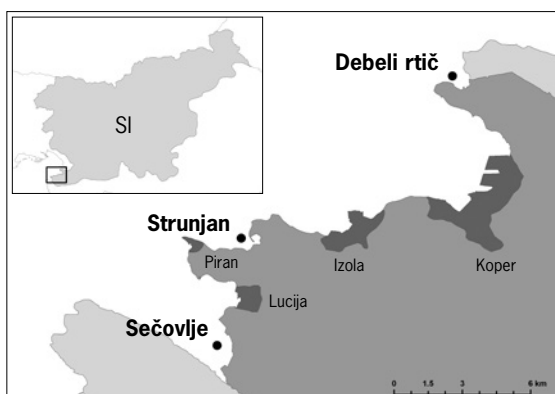 Debeli rtič
SI
Strunjan
Piran
Izola
Koper
Lucija
Sečovlje
0 1.5 3 6 km